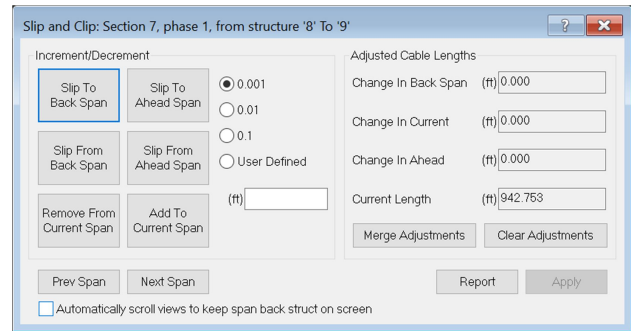 Slip and Clip: Section 7, phase 1, from structure '8' To '9'
?
Increment/Decrement
Slip To
Back Span
Slip To
Ahead Span
0.001
0.01
0.1
User Defined
Slip From
Back Span
Slip From
Ahead Span
(ft)
Remove From
Current Span
Add To
Current Span
Adjusted Cable Lengths
Change In Back Span (ft) 0.000
Change In Current (ft) 0.000
Change In Ahead (ft) 0.000
Current Length (ft) 942.753
Merge Adjustments Clear Adjustments
Prev Span Next Span Report Apply
Automatically scroll views to keep span back struct on screen